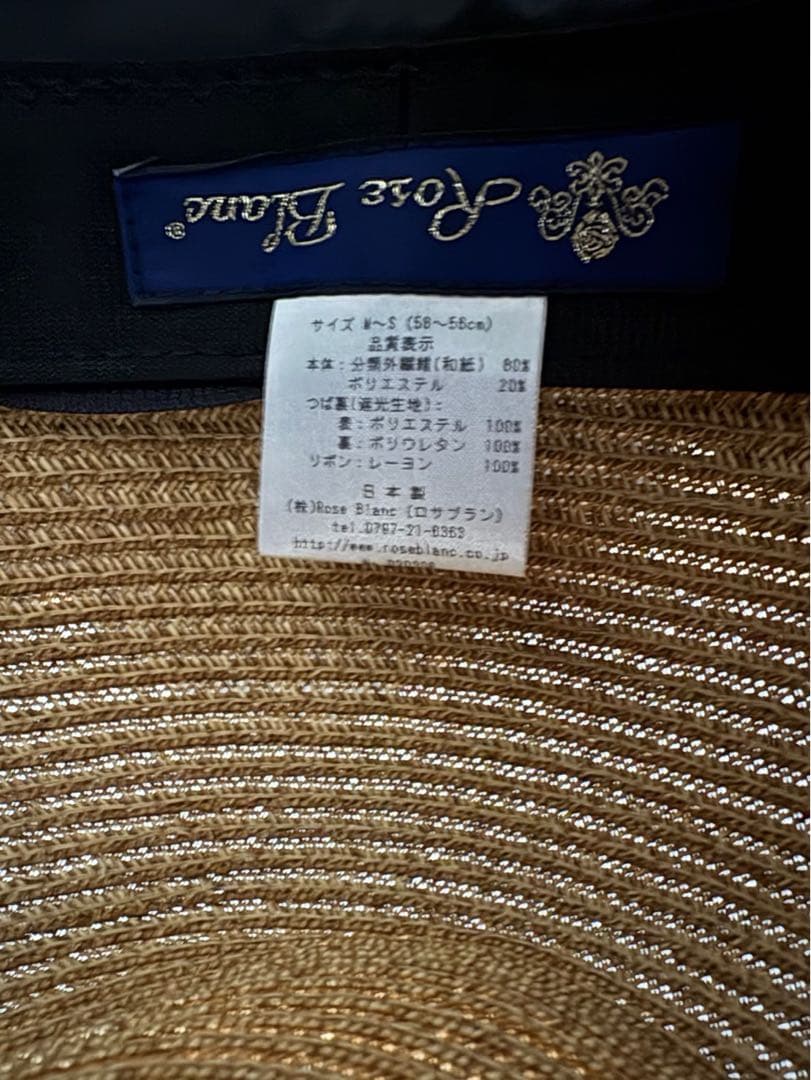 Rose Blanc®
サイズ M～S (58～56cm)
品質表示
本体：分類外繊維(和紙) 80%
ポリエステル 20%
つば裏(遮光生地)：
表：ポリエステル 100%
裏：ポリウレタン 100%
リボン：レーヨン 100%
日本製
(株)Rose Blanc (ロサブラン)
tel.0797-21-6363
http://www.roseblanc.co.jp